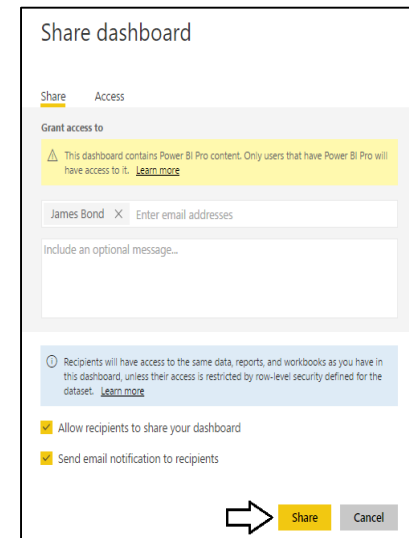 Share dashboard
Share Access
Grant access to
This dashboard contains Power BI Pro content. Only users that have Power BI Pro will
have access to it. Learn more
James Bond X Enter email addresses
Include an optional message...
Recipients will have access to the same data, reports, and workbooks as you have in
this dashboard, unless their access is restricted by row-level security defined for the
dataset. Learn more
Allow recipients to share your dashboard
Send email notification to recipients
Share Cancel